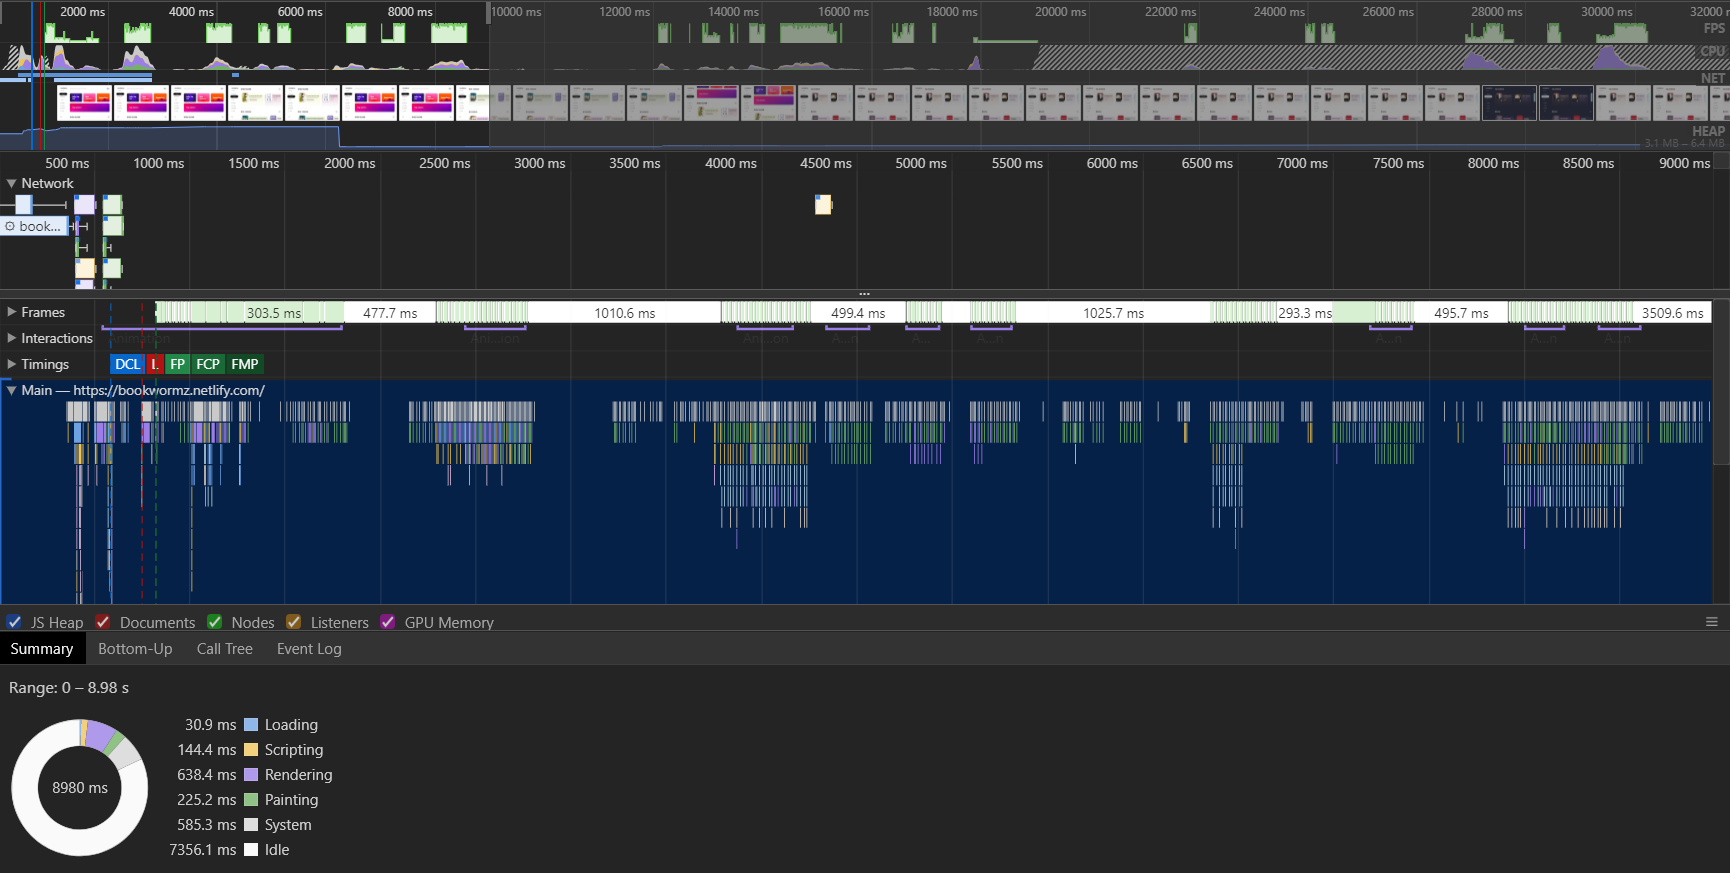 2000 ms 4000 ms 6000 ms 8000 ms 10000 ms 12000 ms 14000 ms 16000 ms 18000 ms 20000 ms 22000 ms 24000 ms 26000 ms 28000 ms 30000 ms 32000 m
FPS
CPU
NET
HEAP
3.1 MB – 6.4 MB
500 ms 1000 ms 1500 ms 2000 ms 2500 ms 3000 ms 3500 ms 4000 ms 4500 ms 5000 ms 5500 ms 6000 ms 6500 ms 7000 ms 7500 ms 8000 ms 8500 ms 9000 ms
Network
book...
...
Frames 303.5 ms 477.7 ms 1010.6 ms 499.4 ms 1025.7 ms 293.3 ms 495.7 ms 3509.6 ms
Interactions Animation Ani...ion Ani...on A...n A... A...n A...n A...n A...n
Timings DCL L FP FCP FMP
Main — https://bookwormz.netlify.com/
JS Heap Documents Nodes Listeners GPU Memory
Summary Bottom-Up Call Tree Event Log
Range: 0 – 8.98 s
30.9 ms Loading
144.4 ms Scripting
638.4 ms Rendering
8980 ms
225.2 ms Painting
585.3 ms System
7356.1 ms Idle